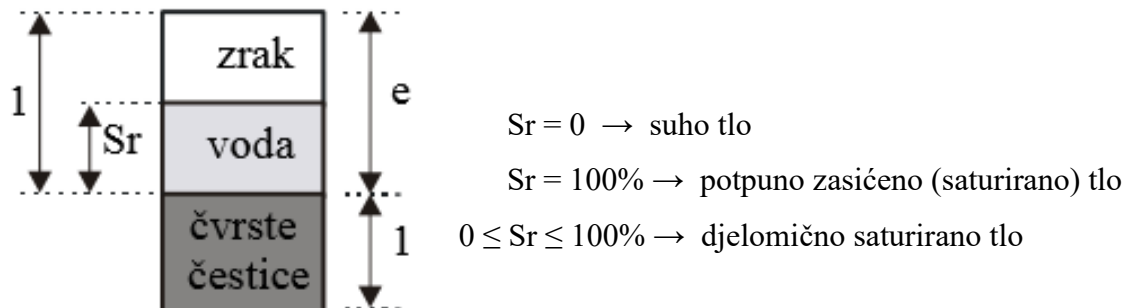 zrak
1
e
Sr
voda
čvrste
1
čestice
Sr = 0 → suho tlo
Sr = 100% → potpuno zasićeno (saturirano) tlo
0 ≤ Sr ≤ 100% → djelomično saturirano tlo